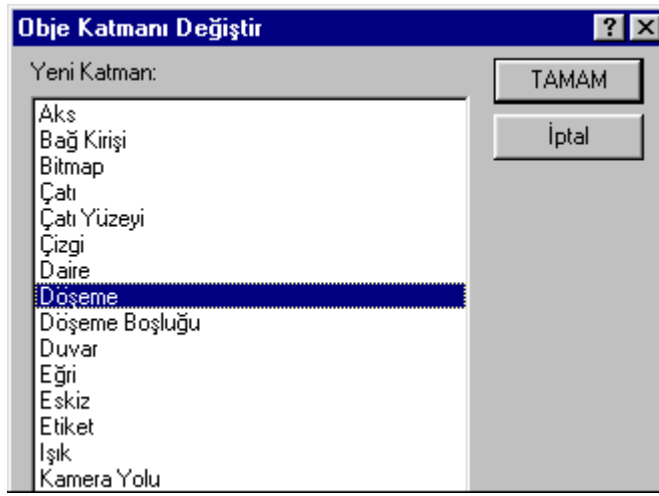 Obje Katmanı Değiştir
Yeni Katman:
TAMAM
İptal
Aks
Bağ Kirişi
Bitmap
Çatı
Çatı Yüzeyi
Çizgi
Daire
Döşeme
Döşeme Boşluğu
Duvar
Eğri
Eskiz
Etiket
Işık
Kamera Yolu